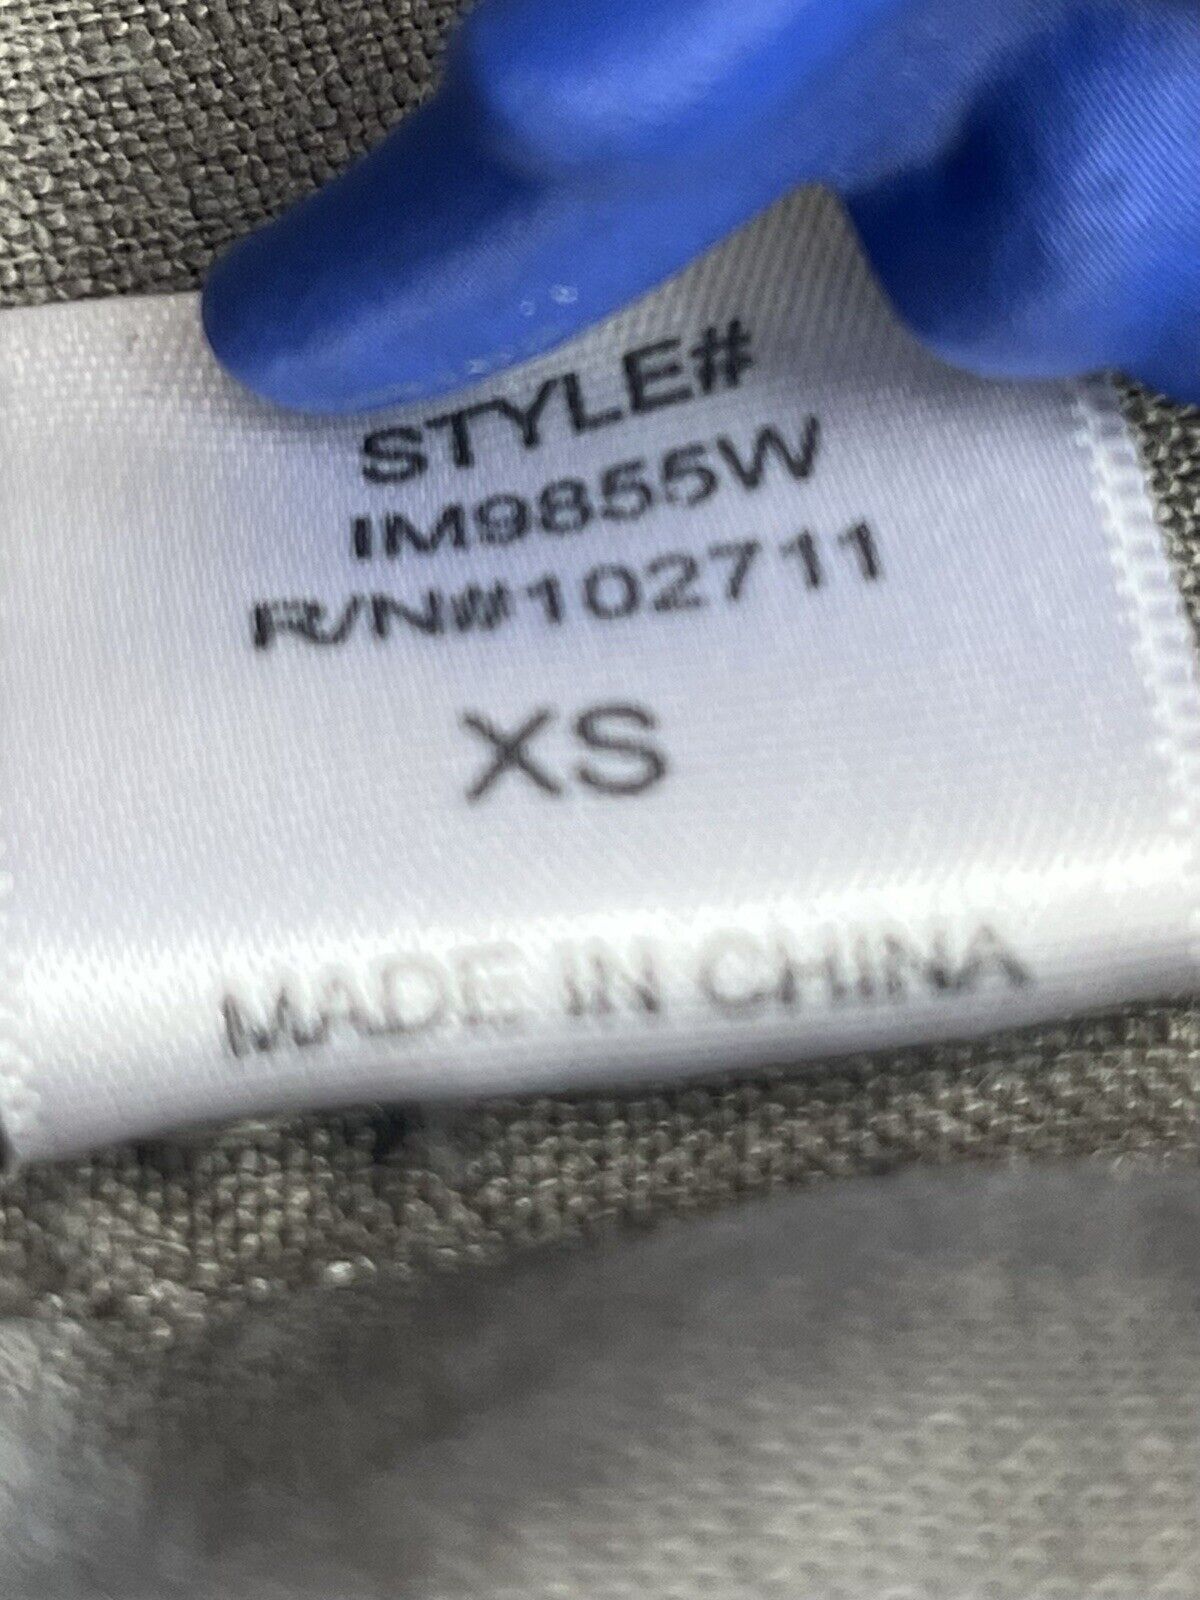 STYLE#
IM9855W
R/N#102711
XS
MADE IN CHINA